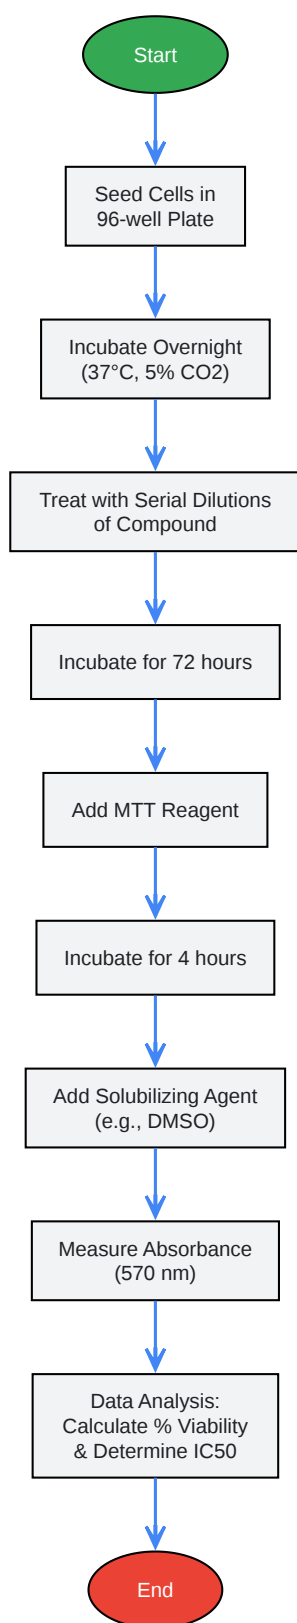 Start
Seed Cells in
96-well Plate
Incubate Overnight
(37°C, 5% CO2)
Treat with Serial Dilutions
of Compound
Incubate for 72 hours
Add MTT Reagent
Incubate for 4 hours
Add Solubilizing Agent
(e.g., DMSO)
Measure Absorbance
(570 nm)
Data Analysis:
Calculate % Viability
& Determine IC50
End